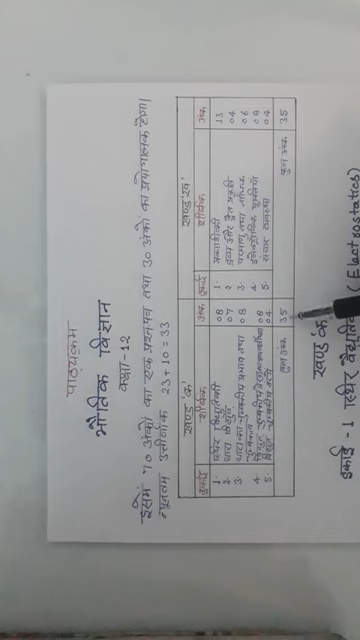 पाठ्यक्रम
भौतिक विज्ञान
कक्षा-12
इसमें 70 अंकों का एक प्रश्नपत्र तथा 30 अंकों का प्रयोगात्मक होगा।
न्यूनतम उत्तीर्णांक 23+10=33
खण्ड 'क' खण्ड 'ख'
इकाई शीर्षक अंक इकाई शीर्षक अंक
1. स्थिर विद्युतिकी 08 1. प्रकाशिकी 13
2. धारा विद्युत 07 2. द्रव्य और द्वैत प्रकृति 04
3. धारा का चुम्बकीय प्रभाव तथा चुम्बकत्व 08 3. परमाणु तथा नाभिक 06
4. वैद्युत चुम्बकीय प्रेरण 08 4. इलेक्ट्रॉनिक युक्तियाँ 08
5. वैद्युत चुम्बकीय तरंगें 04 5. संचार व्यवस्था 04
कुल अंक 35 कुल अंक 35
खण्ड क
इकाई-1 स्थिर वैद्युतिकी (Electrostatics)